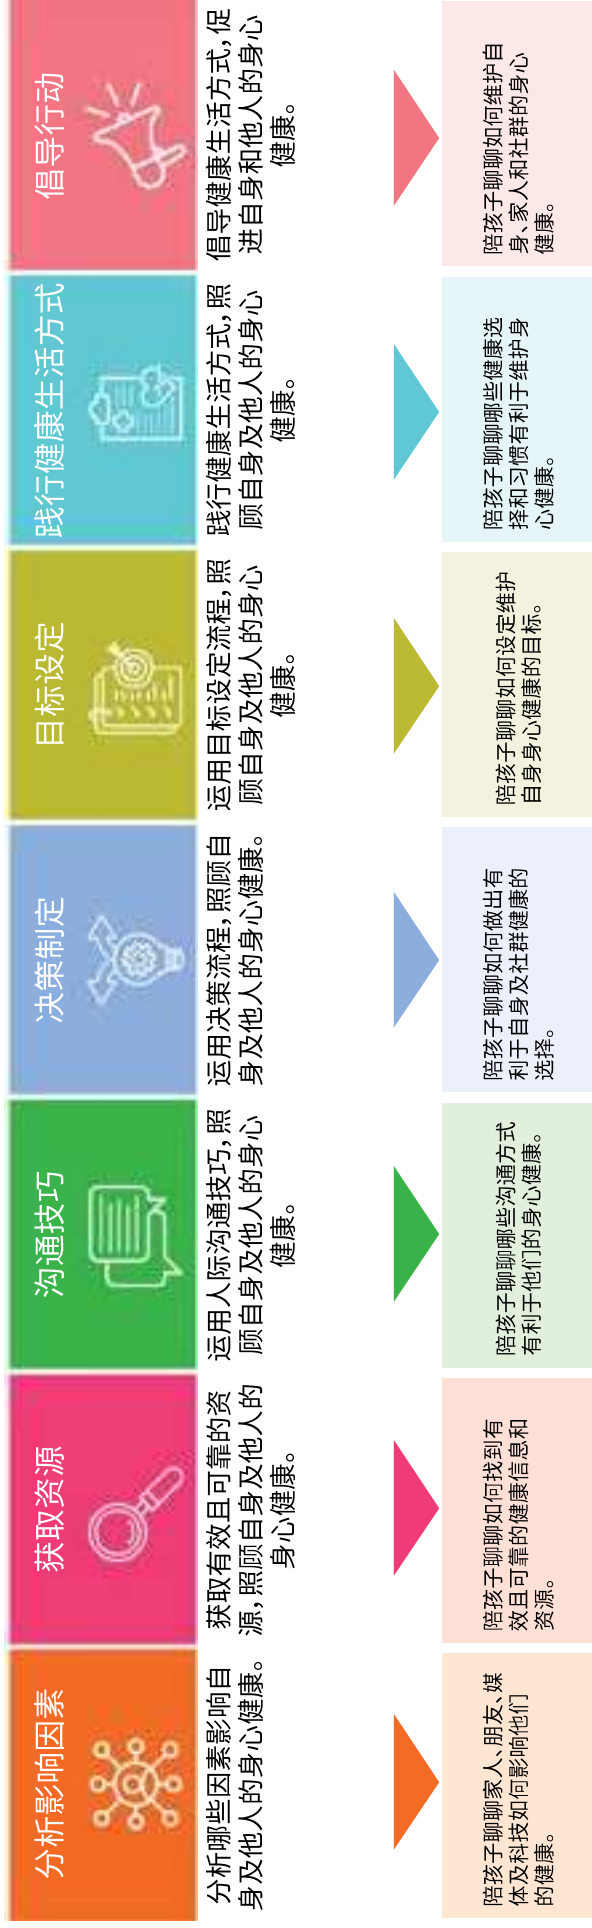 分析影响因素
分析哪些因素影响自
身及他人的身心健康。
陪孩子聊聊家人、朋友、媒
体及科技如何影响他们
的健康。
获取资源
获取有效且可靠的资
源，照顾自身及他人的
身心健康。
陪孩子聊聊如何找到有
效且可靠的健康信息和
资源。
沟通技巧
运用人际沟通技巧，照
顾自身及他人的身心
健康。
陪孩子聊聊哪些沟通方式
有利于他们的身心健康。
决策制定
运用决策流程，照顾自
身及他人的身心健康。
陪孩子聊聊如何做出有
利于自身及社群健康的
选择。
目标设定
运用目标设定流程，照
顾自身及他人的身心
健康。
陪孩子聊聊如何设定维护
自身身心健康的目标。
践行健康生活方式
践行健康生活方式，照
顾自身及他人的身心
健康。
陪孩子聊聊哪些健康选
择和习惯有利于维护身
心健康。
倡导行动
倡导健康生活方式，促
进自身和他人的身心
健康。
陪孩子聊聊如何维护自
身、家人和社群的身心
健康。